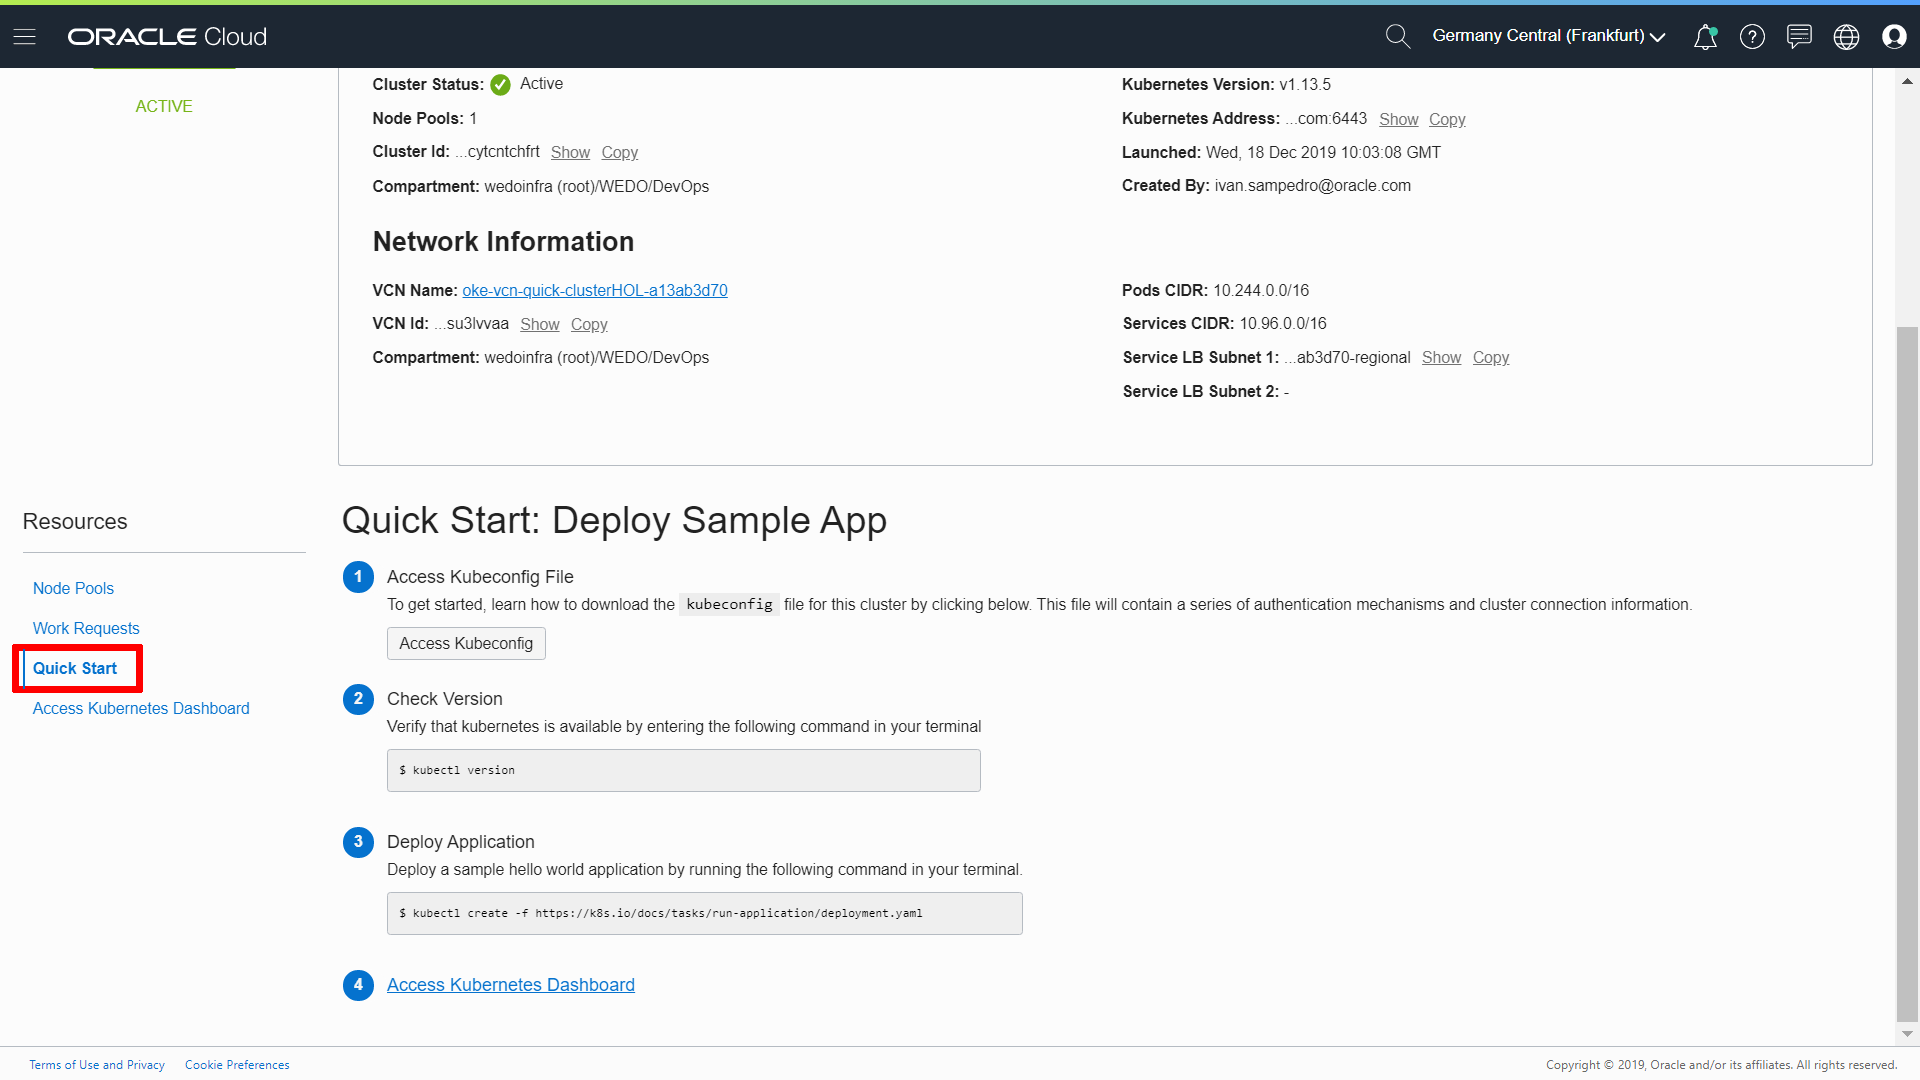 ORACLE Cloud
Germany Central (Frankfurt)
ACTIVE
Cluster Status: Active
Node Pools: 1
Cluster Id: ...cytcntchfrt Show Copy
Compartment: wedoinfra (root)/WEDO/DevOps
Kubernetes Version: v1.13.5
Kubernetes Address: ...com:6443 Show Copy
Launched: Wed, 18 Dec 2019 10:03:08 GMT
Created By: ivan.sampedro@oracle.com
Network Information
VCN Name: oke-vcn-quick-clusterHOL-a13ab3d70
VCN Id: ...su3lvvaa Show Copy
Compartment: wedoinfra (root)/WEDO/DevOps
Pods CIDR: 10.244.0.0/16
Services CIDR: 10.96.0.0/16
Service LB Subnet 1: ...ab3d70-regional Show Copy
Service LB Subnet 2: -
Resources
Node Pools
Work Requests
Quick Start
Access Kubernetes Dashboard
Quick Start: Deploy Sample App
1 Access Kubeconfig File
To get started, learn how to download the kubeconfig file for this cluster by clicking below. This file will contain a series of authentication mechanisms and cluster connection information.
Access Kubeconfig
2 Check Version
Verify that kubernetes is available by entering the following command in your terminal
$ kubectl version
3 Deploy Application
Deploy a sample hello world application by running the following command in your terminal.
$ kubectl create -f https://k8s.io/docs/tasks/run-application/deployment.yaml
4 Access Kubernetes Dashboard
Terms of Use and Privacy Cookie Preferences
Copyright © 2019, Oracle and/or its affiliates. All rights reserved.